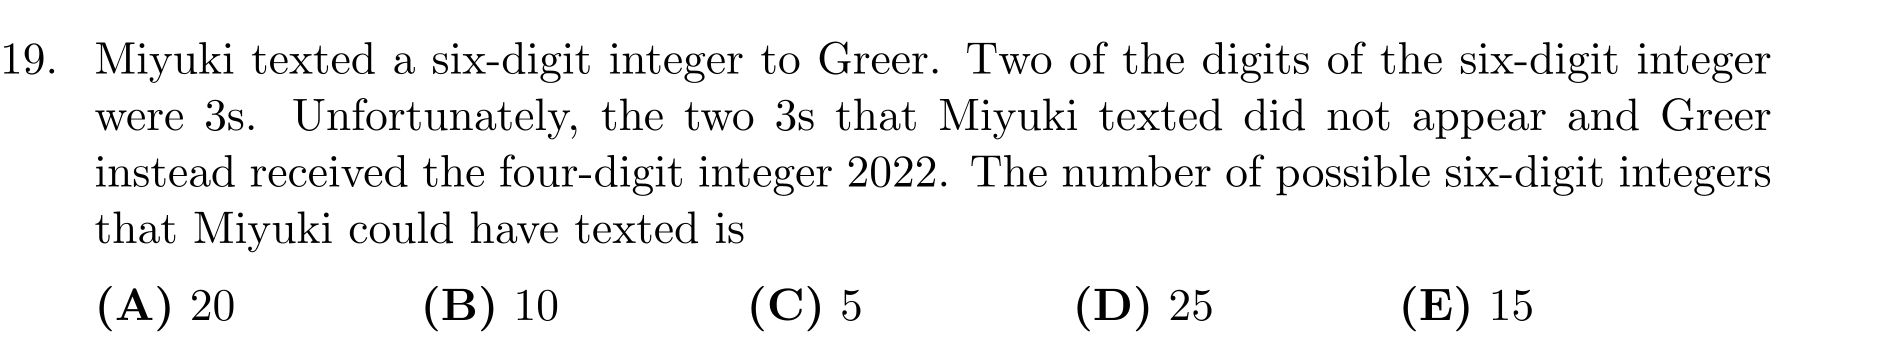 19. Miyuki texted a six-digit integer to Greer. Two of the digits of the six-digit integer
were 3s. Unfortunately, the two 3s that Miyuki texted did not appear and Greer
instead received the four-digit integer 2022. The number of possible six-digit integers
that Miyuki could have texted is
(A) 20 (B) 10 (C) 5 (D) 25 (E) 15